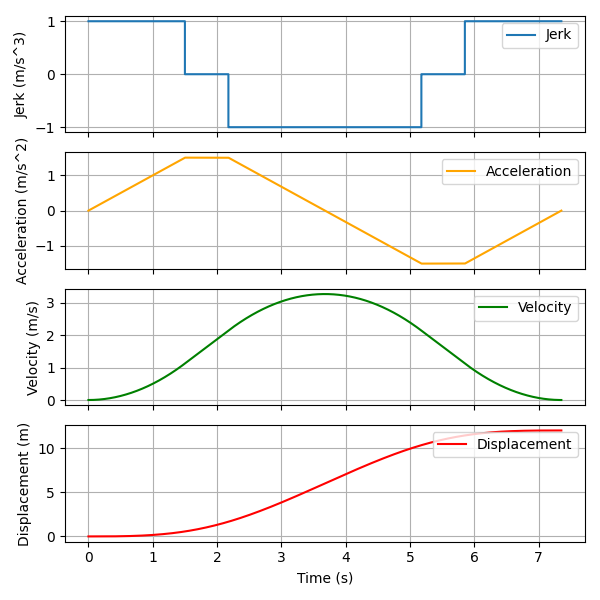 Jerk (m/s^3)
1
0
−1
Jerk
Acceleration (m/s^2)
1
0
−1
Acceleration
Velocity (m/s)
3
2
1
0
Velocity
Displacement (m)
10
5
0
Displacement
0 1 2 3 4 5 6 7
Time (s)